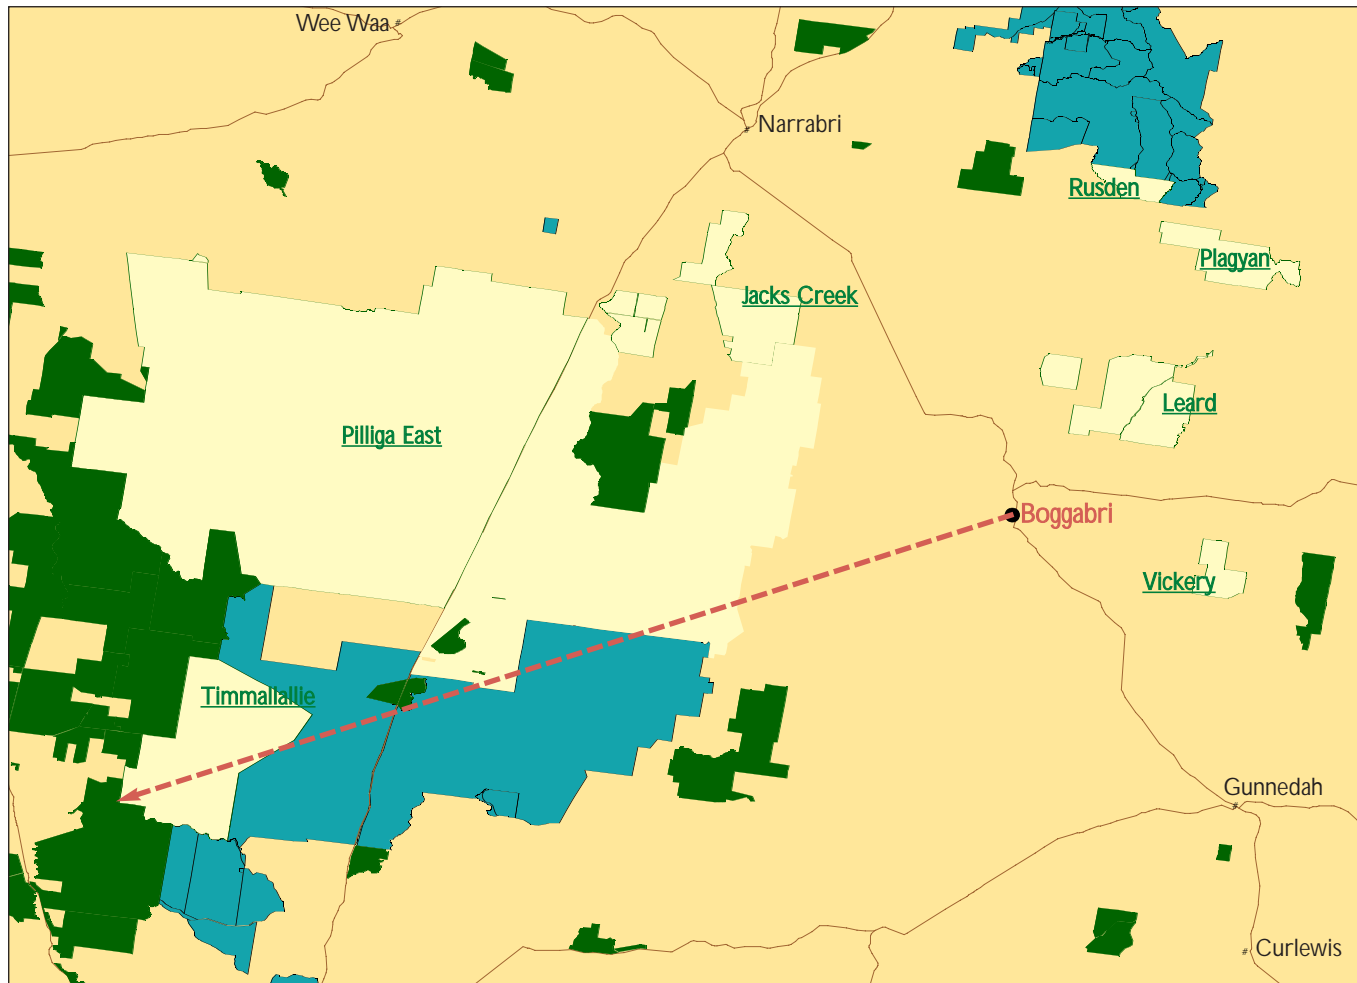 Wee Waa
Narrabri
Rusden
Plagyan
Jacks Creek
Leard
Pilliga East
Boggabri
Vickery
Timmallallie
Gunnedah
Curlewis